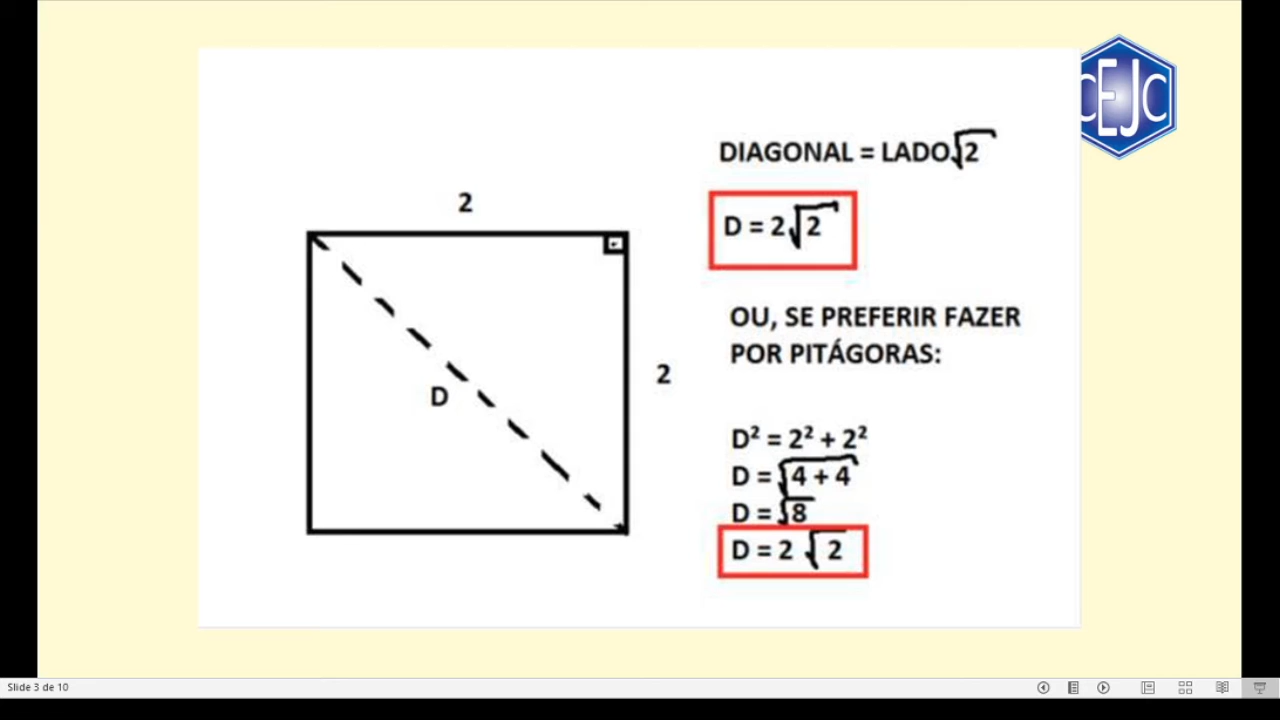 CEJC
DIAGONAL = LADO√2
2
D = 2√2
OU, SE PREFERIR FAZER
POR PITÁGORAS:
2
D
D² = 2² + 2²
D = √4 + 4
D = √8
D = 2 √2
Slide 3 de 10